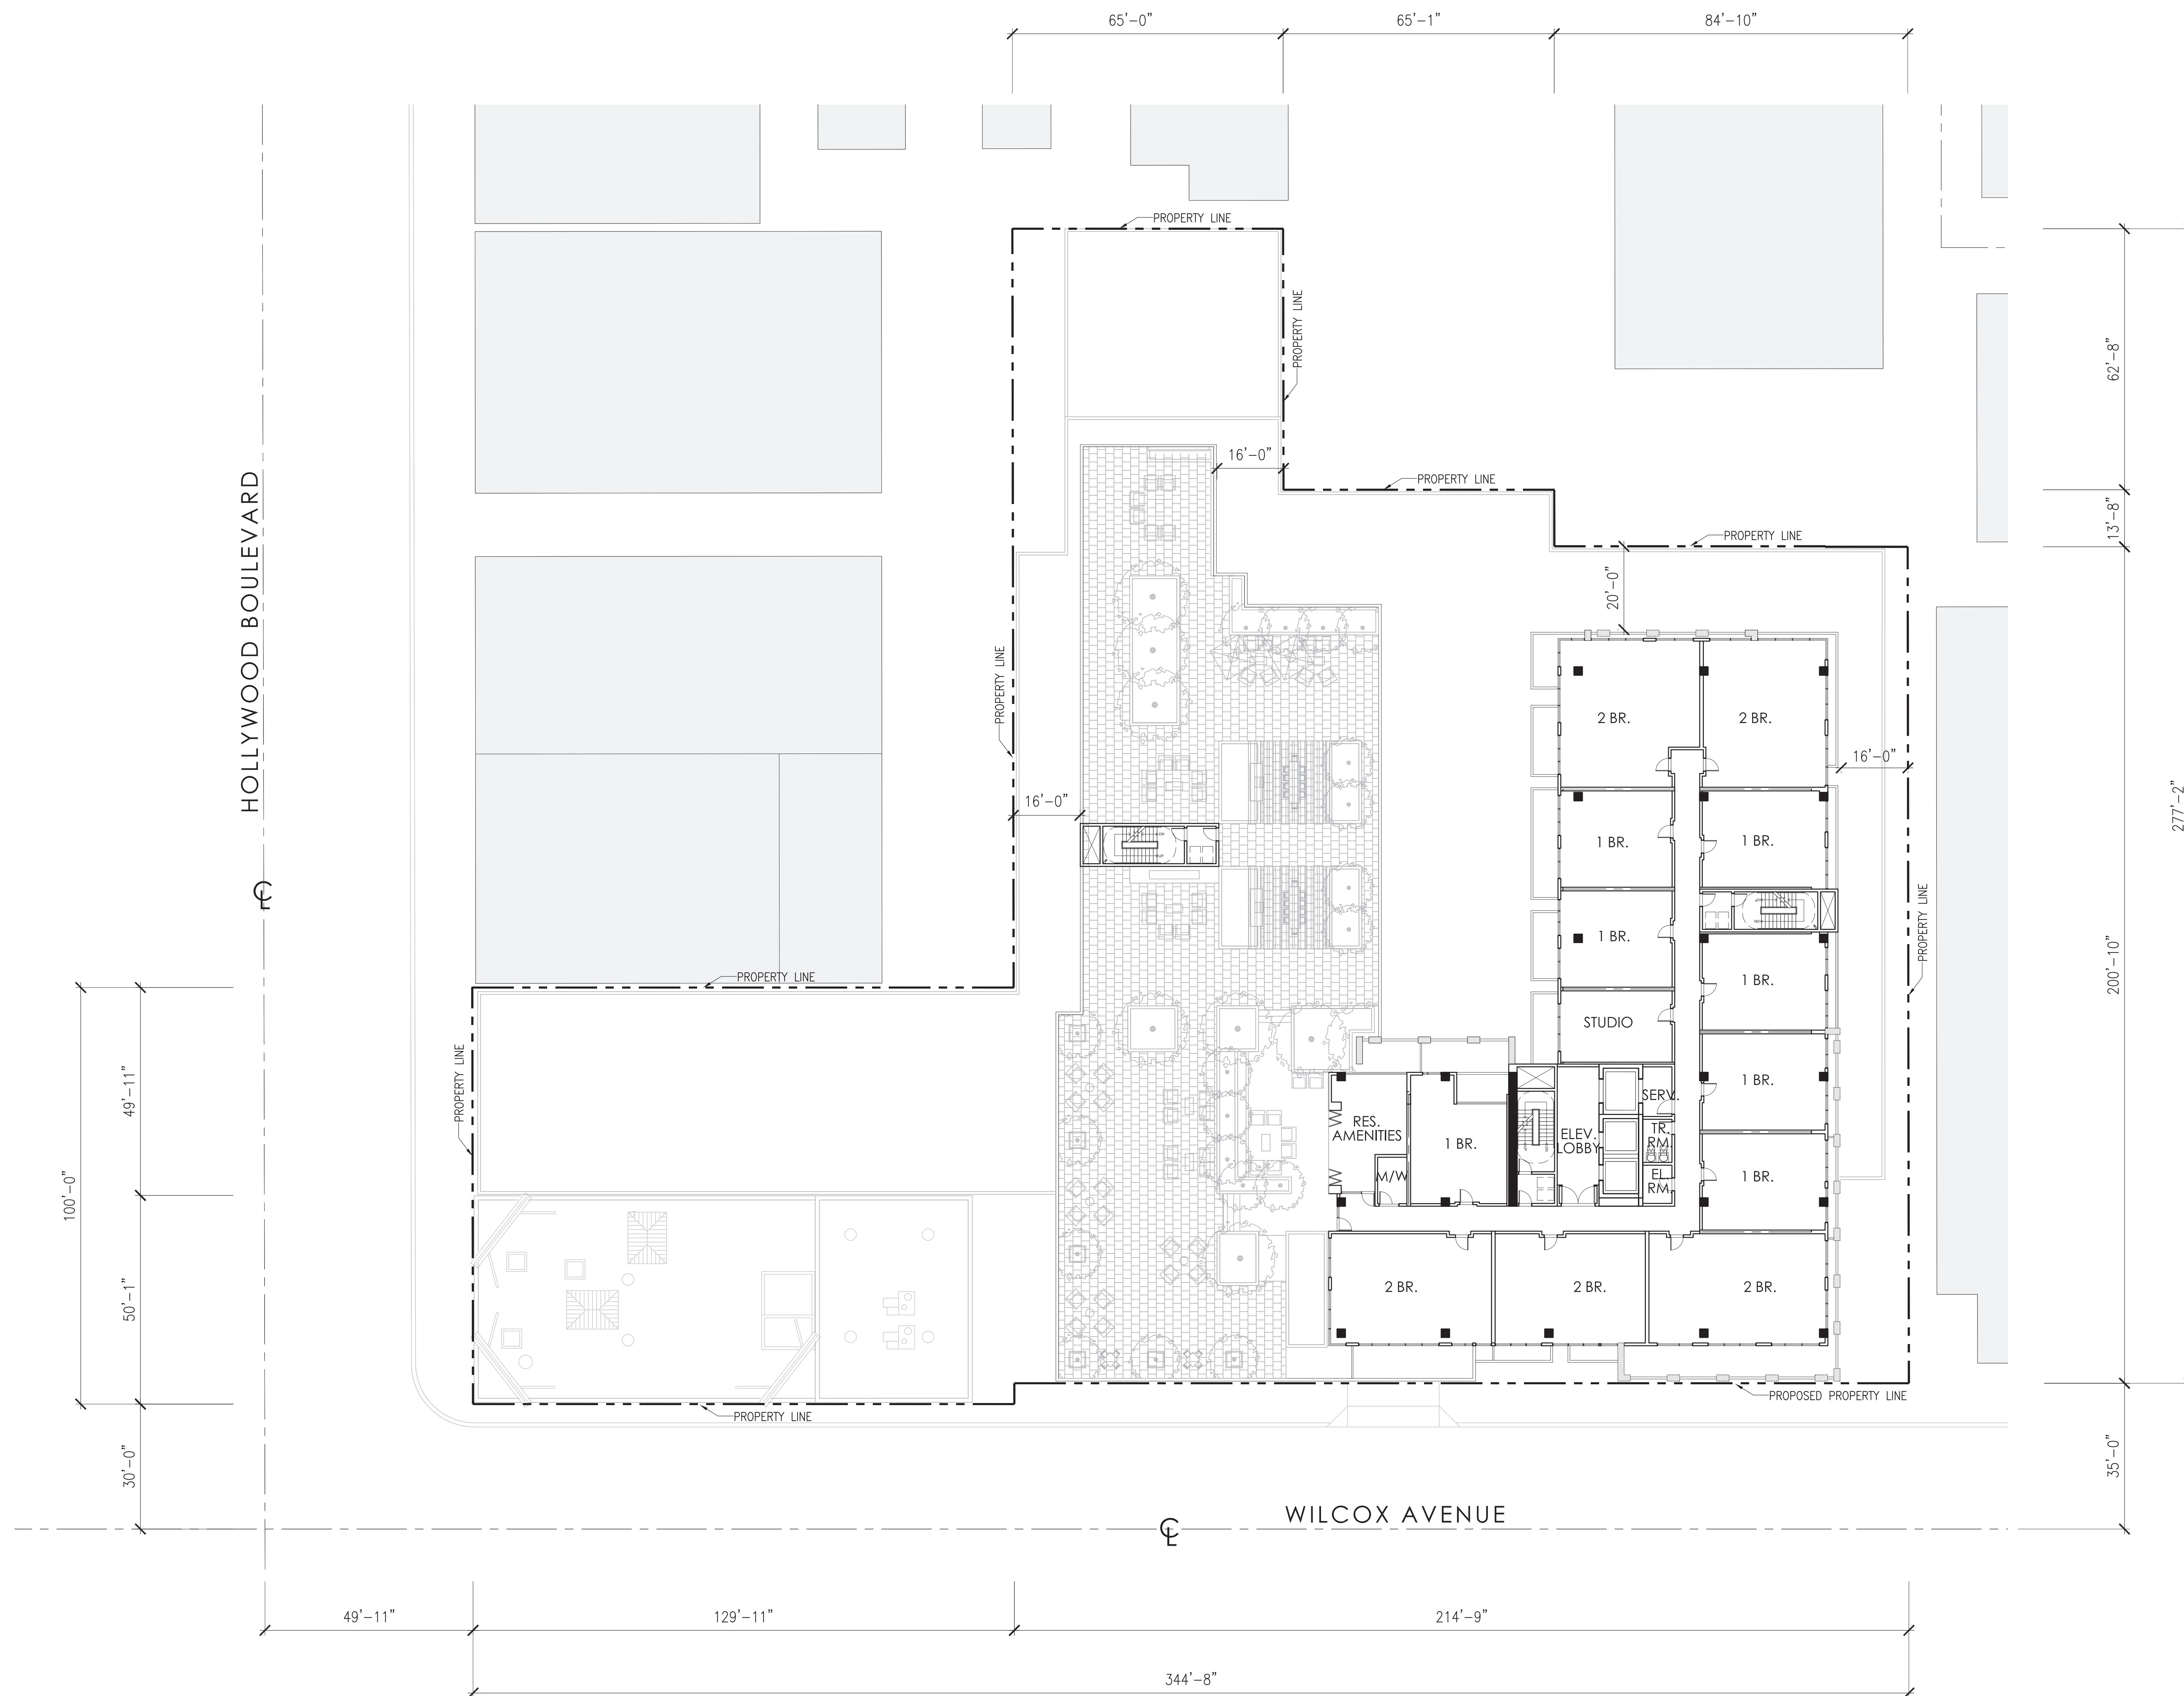 65'-0"
65'-1"
84'-10"
PROPERTY LINE
PROPERTY LINE
62'-8"
HOLLYWOOD BOULEVARD
16'-0"
PROPERTY LINE
13'-8"
PROPERTY LINE
20'-0"
PROPERTY LINE
2 BR.
2 BR.
16'-0"
277'-2"
16'-0"
1 BR.
1 BR.
CL
PROPERTY LINE
1 BR.
200'-10"
PROPERTY LINE
1 BR.
STUDIO
49'-11"
PROPERTY LINE
1 BR.
SERV.
RES.
AMENITIES
1 BR.
ELEV.
LOBBY
TR.
RM.
M/W
EL.
RM.
1 BR.
100'-0"
50'-1"
2 BR.
2 BR.
2 BR.
PROPOSED PROPERTY LINE
PROPERTY LINE
30'-0"
35'-0"
WILCOX AVENUE
CL
49'-11"
129'-11"
214'-9"
344'-8"